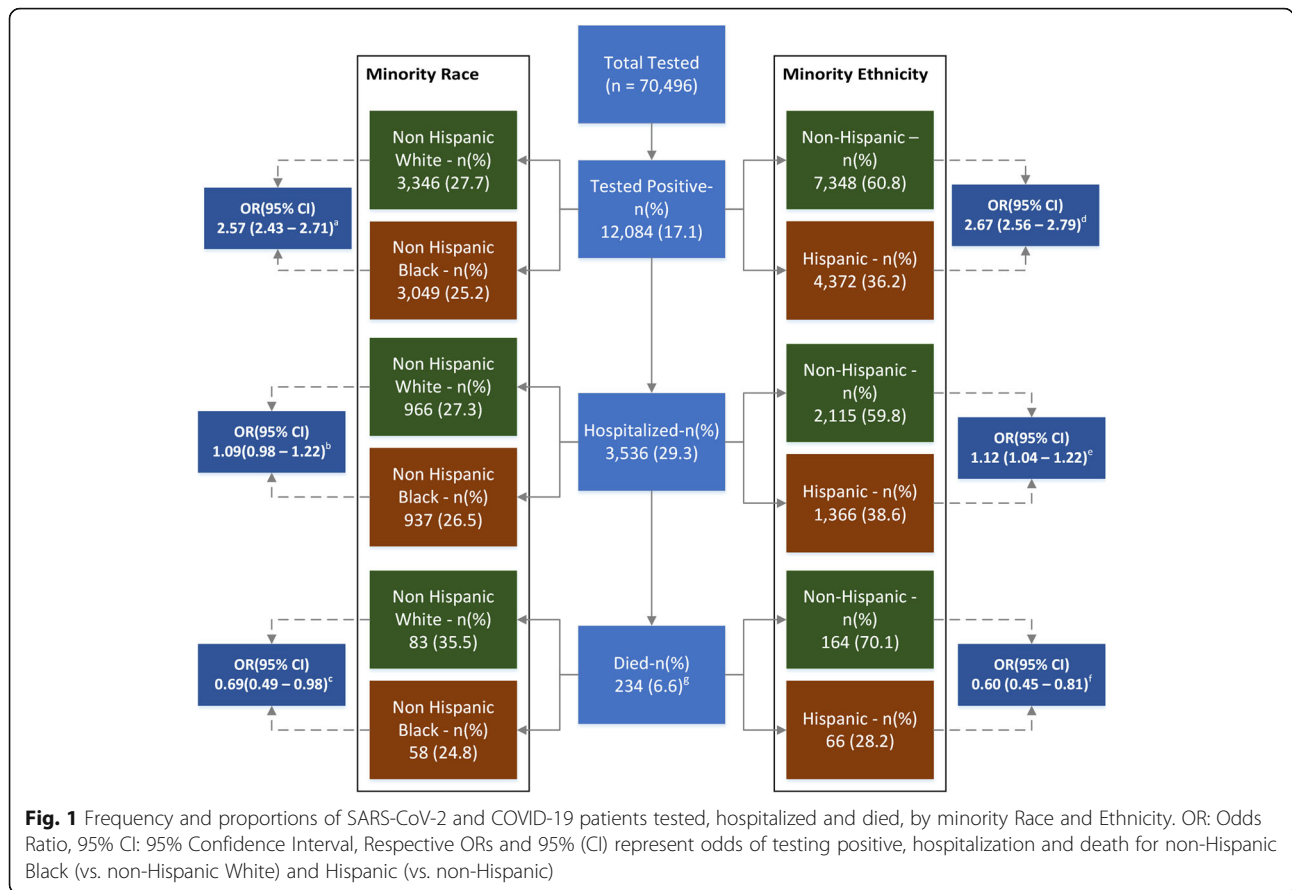 Total Tested
(n = 70,496)
Minority Race
Minority Ethnicity
Non Hispanic
White - n(%)
3,346 (27.7)
Tested Positive-
n(%)
12,084 (17.1)
Non-Hispanic –
n(%)
7,348 (60.8)
OR(95% CI)
2.57 (2.43 – 2.71)ᵃ
OR(95% CI)
2.67 (2.56 – 2.79)ᵈ
Non Hispanic
Black - n(%)
3,049 (25.2)
Hispanic - n(%)
4,372 (36.2)
Non Hispanic
White - n(%)
966 (27.3)
Non-Hispanic -
n(%)
2,115 (59.8)
OR(95% CI)
1.09(0.98 – 1.22)ᵇ
Hospitalized-n(%)
3,536 (29.3)
OR(95% CI)
1.12 (1.04 – 1.22)ᵉ
Non Hispanic
Black - n(%)
937 (26.5)
Hispanic - n(%)
1,366 (38.6)
Non Hispanic
White - n(%)
83 (35.5)
Non-Hispanic -
n(%)
164 (70.1)
OR(95% CI)
0.69(0.49 – 0.98)ᶜ
Died-n(%)
234 (6.6)ᵍ
OR(95% CI)
0.60 (0.45 – 0.81)ᶠ
Non Hispanic
Black - n(%)
58 (24.8)
Hispanic - n(%)
66 (28.2)
Fig. 1 Frequency and proportions of SARS-CoV-2 and COVID-19 patients tested, hospitalized and died, by minority Race and Ethnicity. OR: Odds
Ratio, 95% CI: 95% Confidence Interval, Respective ORs and 95% (CI) represent odds of testing positive, hospitalization and death for non-Hispanic
Black (vs. non-Hispanic White) and Hispanic (vs. non-Hispanic)